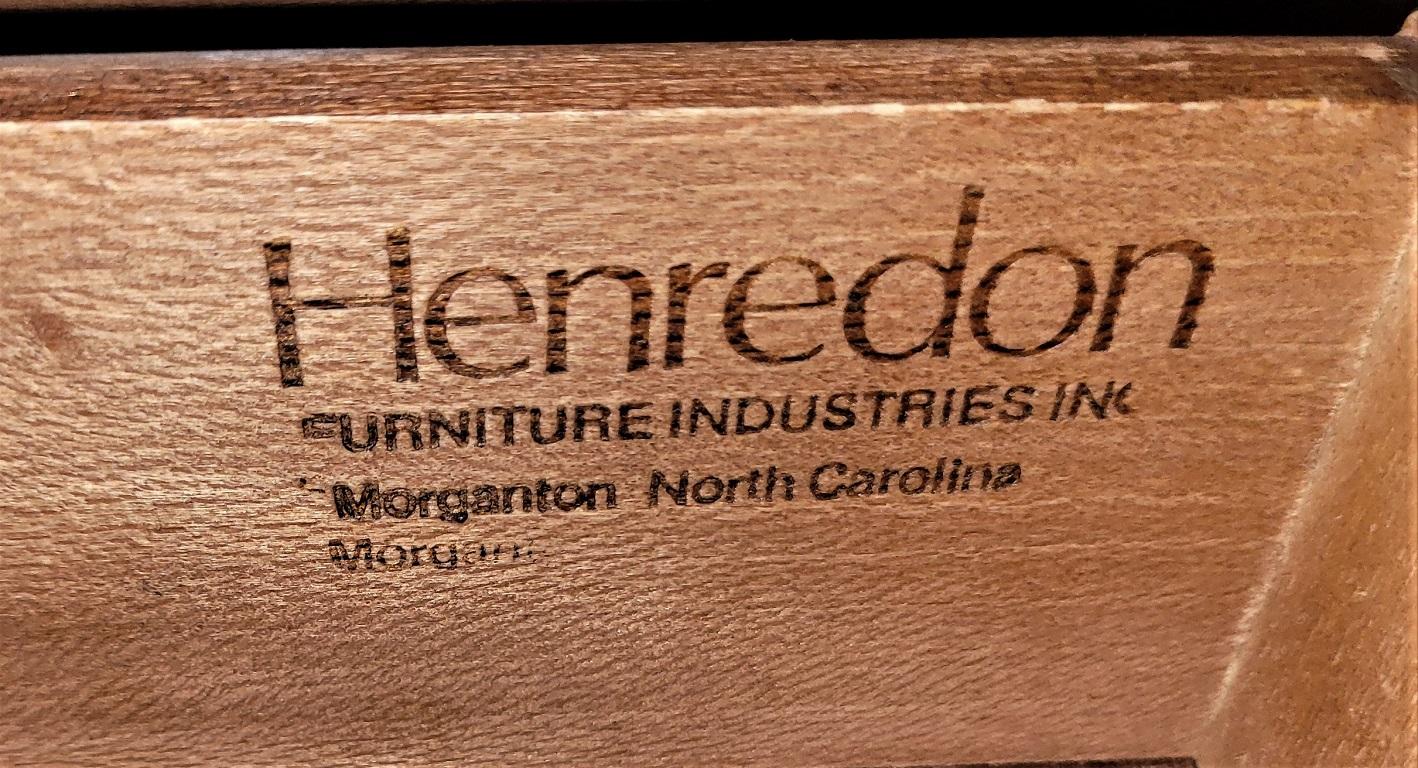 Henredon
FURNITURE INDUSTRIES INC
Morganton North Carolina